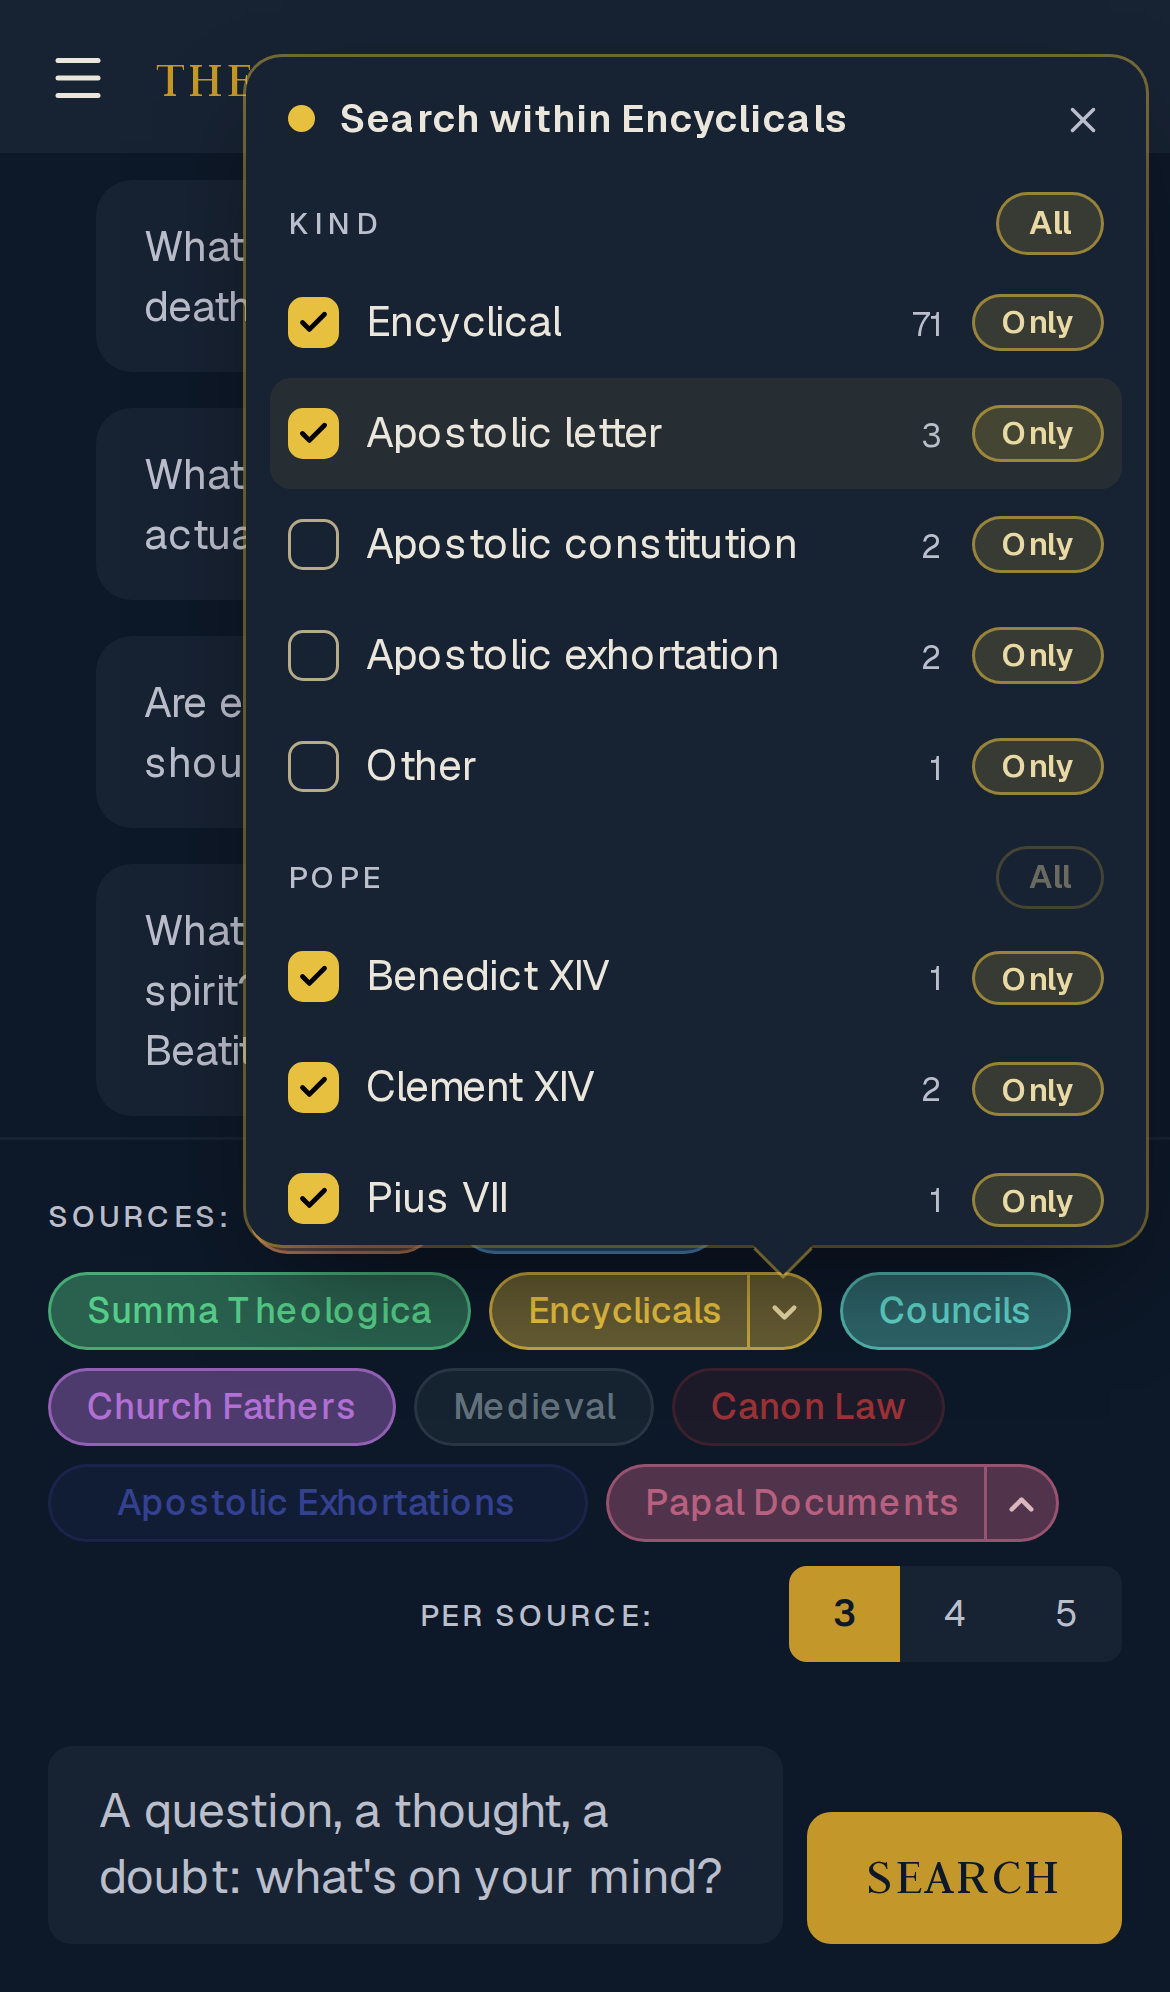 THE
Search within Encyclicals
KIND
All
Encyclical 71 Only
Apostolic letter 3 Only
Apostolic constitution 2 Only
Apostolic exhortation 2 Only
Other 1 Only
POPE
All
Benedict XIV 1 Only
Clement XIV 2 Only
Pius VII 1 Only
What
death
What
actua
Are e
shou
What
spirit?
Beatit
SOURCES:
Summa Theologica Encyclicals Councils
Church Fathers Medieval Canon Law
Apostolic Exhortations Papal Documents
PER SOURCE: 3 4 5
A question, a thought, a
doubt: what's on your mind?
SEARCH